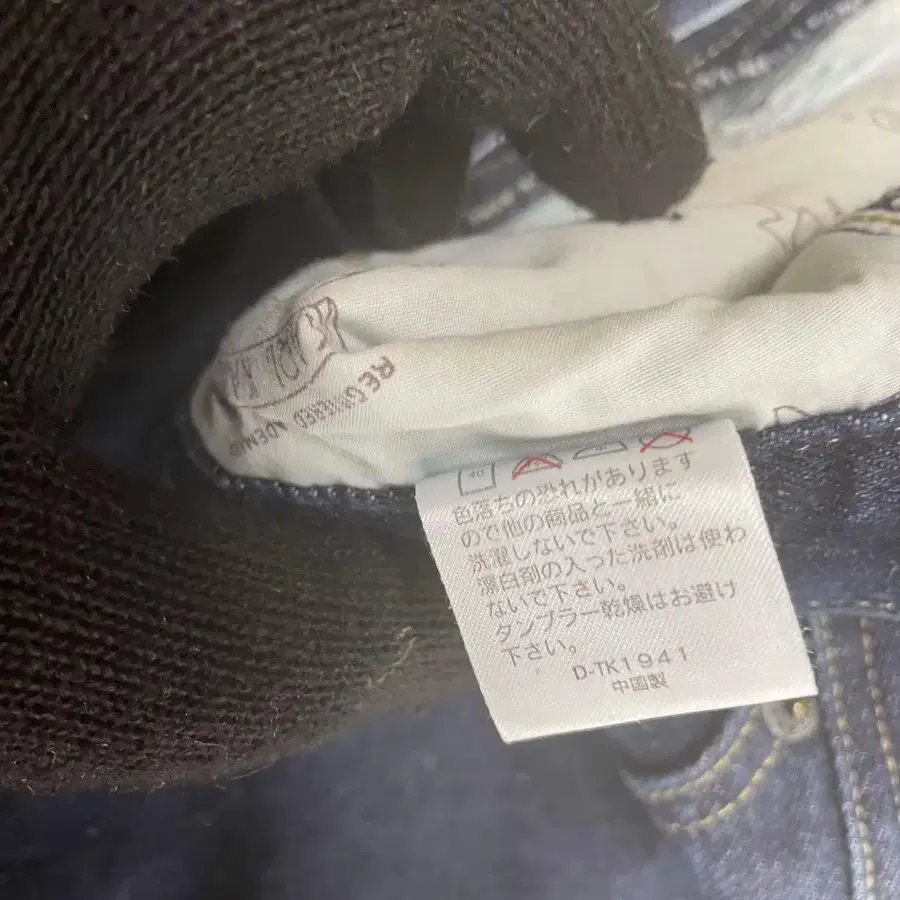 REGISTERED
40
色落ちの恐れがあります
ので他の商品と一緒に
洗濯しないで下さい。
漂白剤の入った洗剤は使わ
ないで下さい。
タンブラー乾燥はお避け
下さい。
D-TK1941
中国製